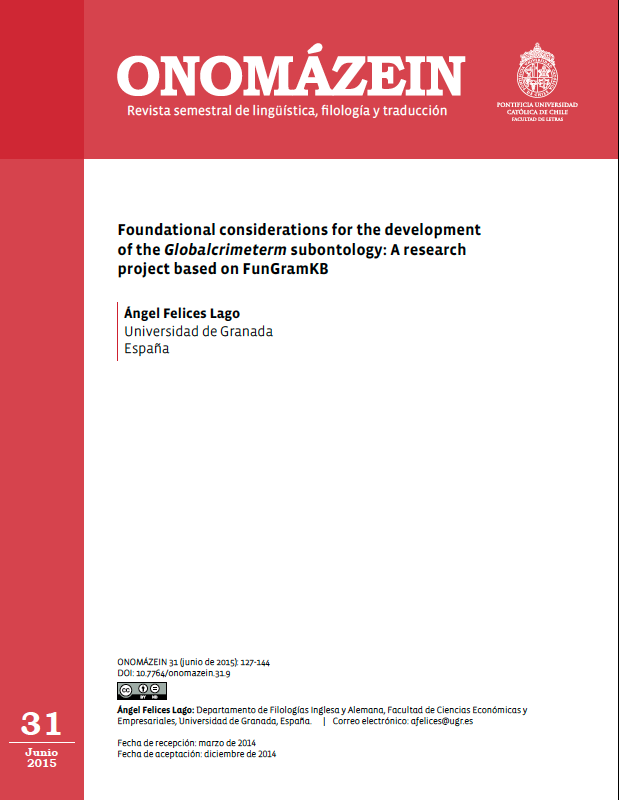 ONOMÁZEIN
Revista semestral de lingüística, filología y traducción
PONTIFICIA UNIVERSIDAD
CATÓLICA DE CHILE
FACULTAD DE LETRAS
Foundational considerations for the development
of the Globalcrimeterm subontology: A research
project based on FunGramKB
Ángel Felices Lago
Universidad de Granada
España
ONOMÁZEIN 31 (junio de 2015): 127-144
DOI: 10.7764/onomazein.31.9
cc
BY ND
Ángel Felices Lago: Departamento de Filologías Inglesa y Alemana, Facultad de Ciencias Económicas y
Empresariales, Universidad de Granada, España. | Correo electrónico: afelices@ugr.es
Fecha de recepción: marzo de 2014
Fecha de aceptación: diciembre de 2014
31
Junio
2015